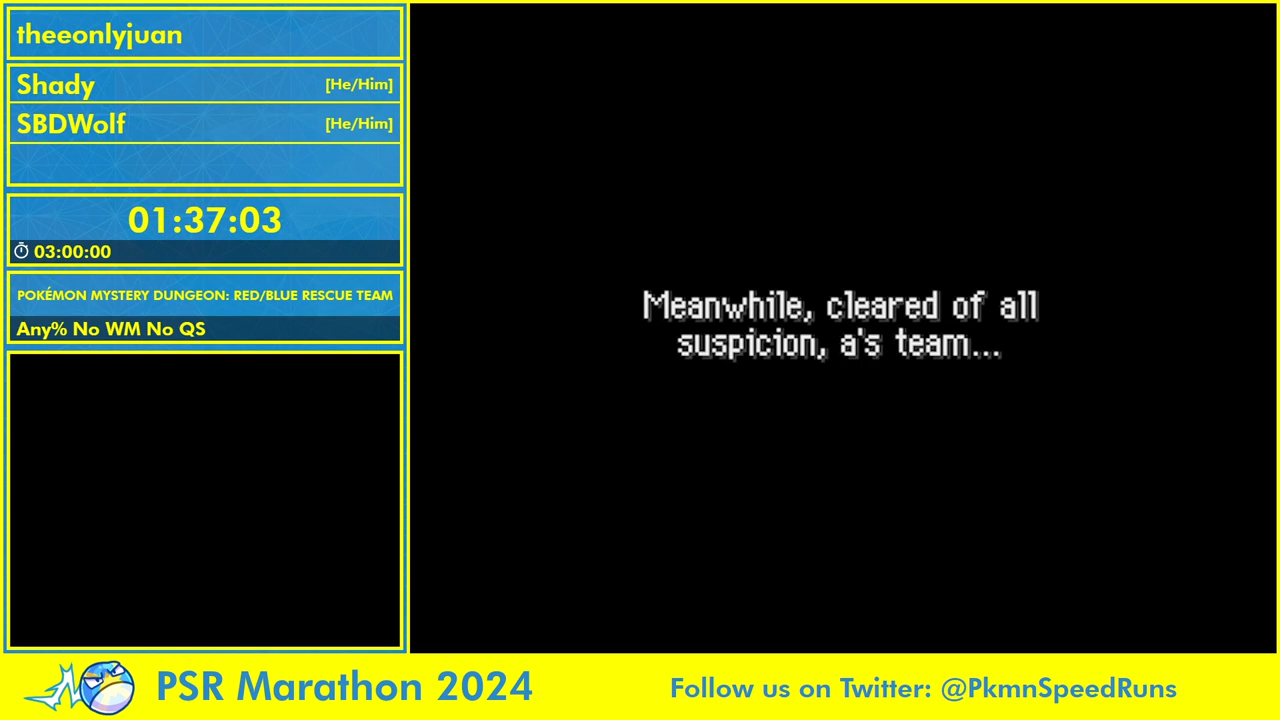 theeonlyjuan
Shady [He/Him]
SBDWolf [He/Him]
01:37:03
03:00:00
POKÉMON MYSTERY DUNGEON: RED/BLUE RESCUE TEAM
Any% No WM No QS
Meanwhile, cleared of all
suspicion, a's team...
PSR Marathon 2024
Follow us on Twitter: @PkmnSpeedRuns